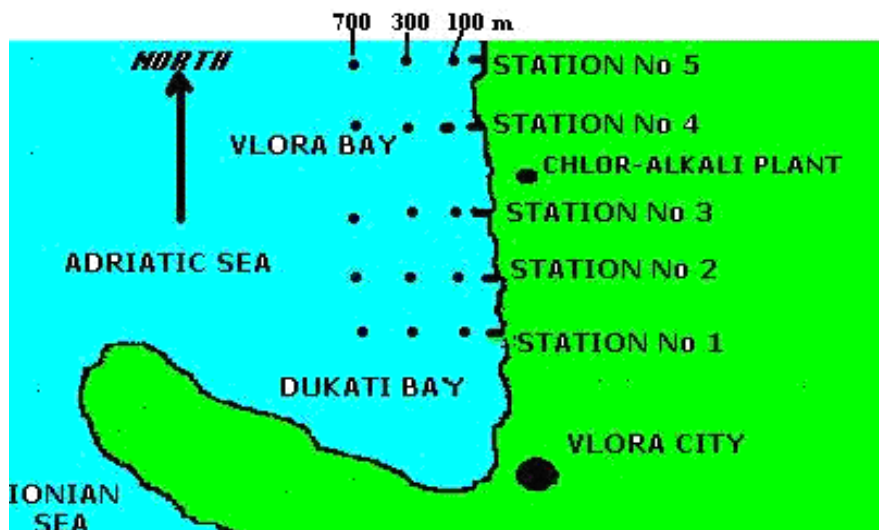 700 300 100 m
NORTH
STATION No 5
STATION No 4
VLORA BAY
CHLOR-ALKALI PLANT
STATION No 3
ADRIATIC SEA
STATION No 2
STATION No 1
DUKATI BAY
VLORA CITY
IONIAN
SEA